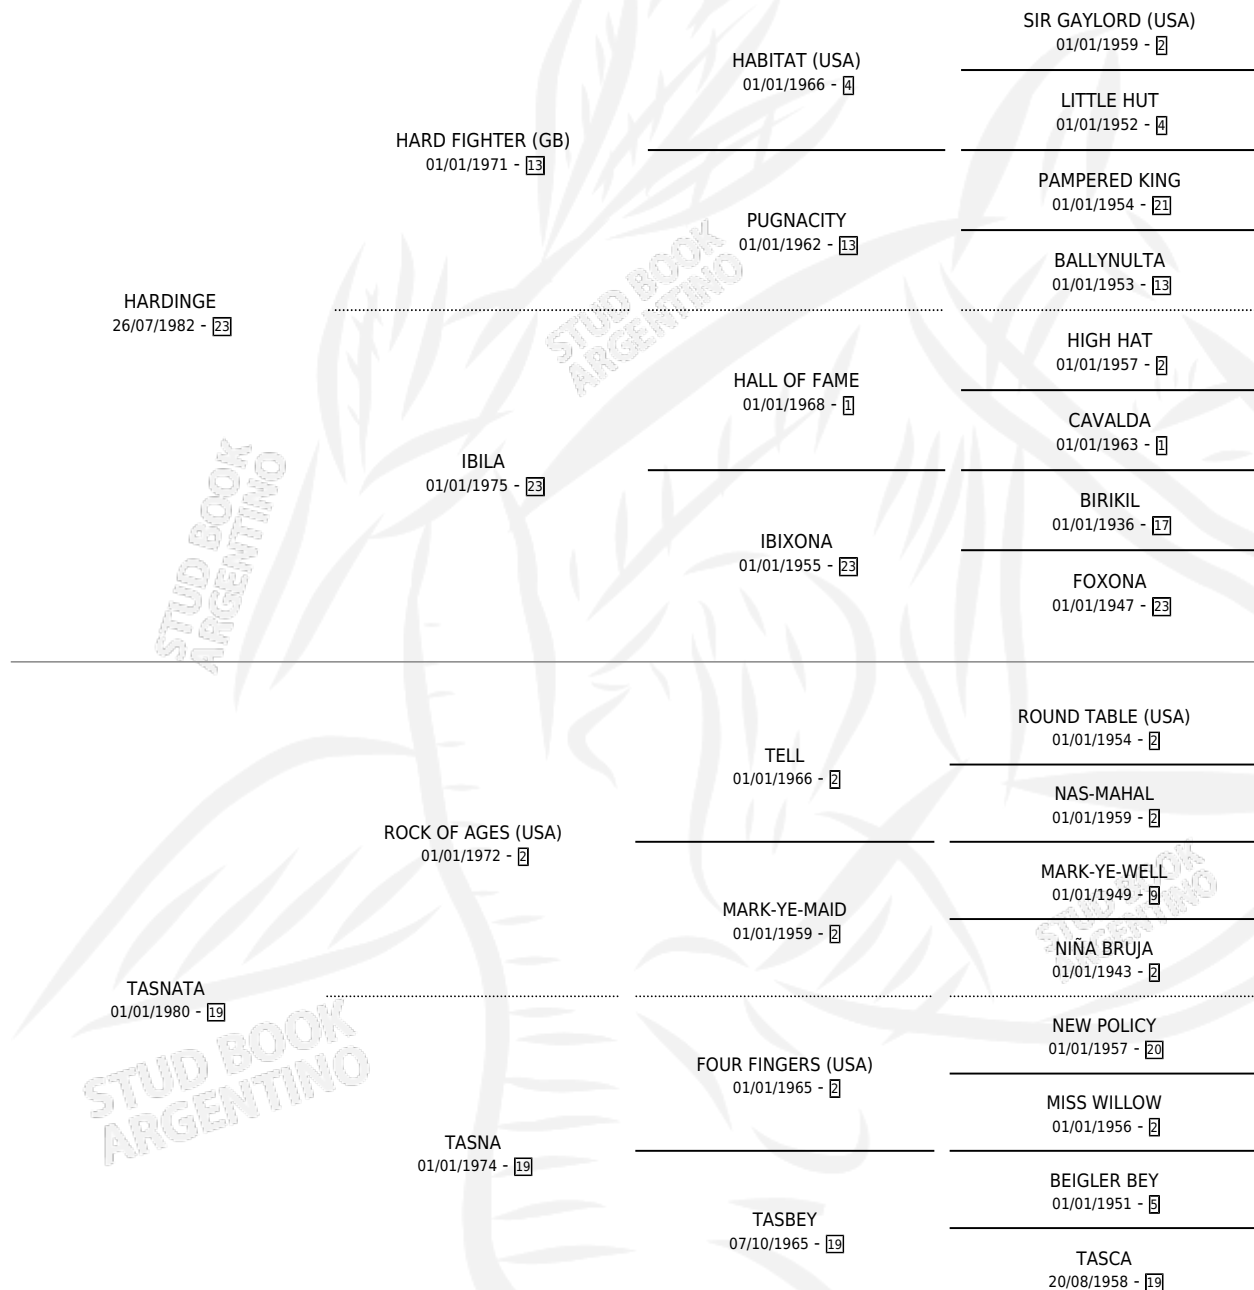 SIR GAYLORD (USA)
01/01/1959 - 2
HABITAT (USA)
01/01/1966 - 4
LITTLE HUT
01/01/1952 - 4
HARD FIGHTER (GB)
01/01/1971 - 13
PAMPERED KING
01/01/1954 - 21
PUGNACITY
01/01/1962 - 13
BALLYNULTA
01/01/1953 - 13
HARDINGE
26/07/1982 - 23
HIGH HAT
01/01/1957 - 2
HALL OF FAME
01/01/1968 - 1
CAVALDA
01/01/1963 - 1
IBILA
01/01/1975 - 23
BIRIKIL
01/01/1936 - 17
IBIXONA
01/01/1955 - 23
FOXONA
01/01/1947 - 23
ROUND TABLE (USA)
01/01/1954 - 2
TELL
01/01/1966 - 2
NAS-MAHAL
01/01/1959 - 2
ROCK OF AGES (USA)
01/01/1972 - 2
MARK-YE-WELL
01/01/1949 - 9
MARK-YE-MAID
01/01/1959 - 2
NIÑA BRUJA
01/01/1943 - 2
TASNATA
01/01/1980 - 19
NEW POLICY
01/01/1957 - 20
FOUR FINGERS (USA)
01/01/1965 - 2
MISS WILLOW
01/01/1956 - 2
TASNA
01/01/1974 - 19
BEIGLER BEY
01/01/1951 - 5
TASBEY
07/10/1965 - 19
TASCA
20/08/1958 - 19
STUD BOOK
ARGENTINO
STUD BOOK
ARGENTINO
STUD BOOK
ARGENTINO
STUD BOOK
ARGENTINO